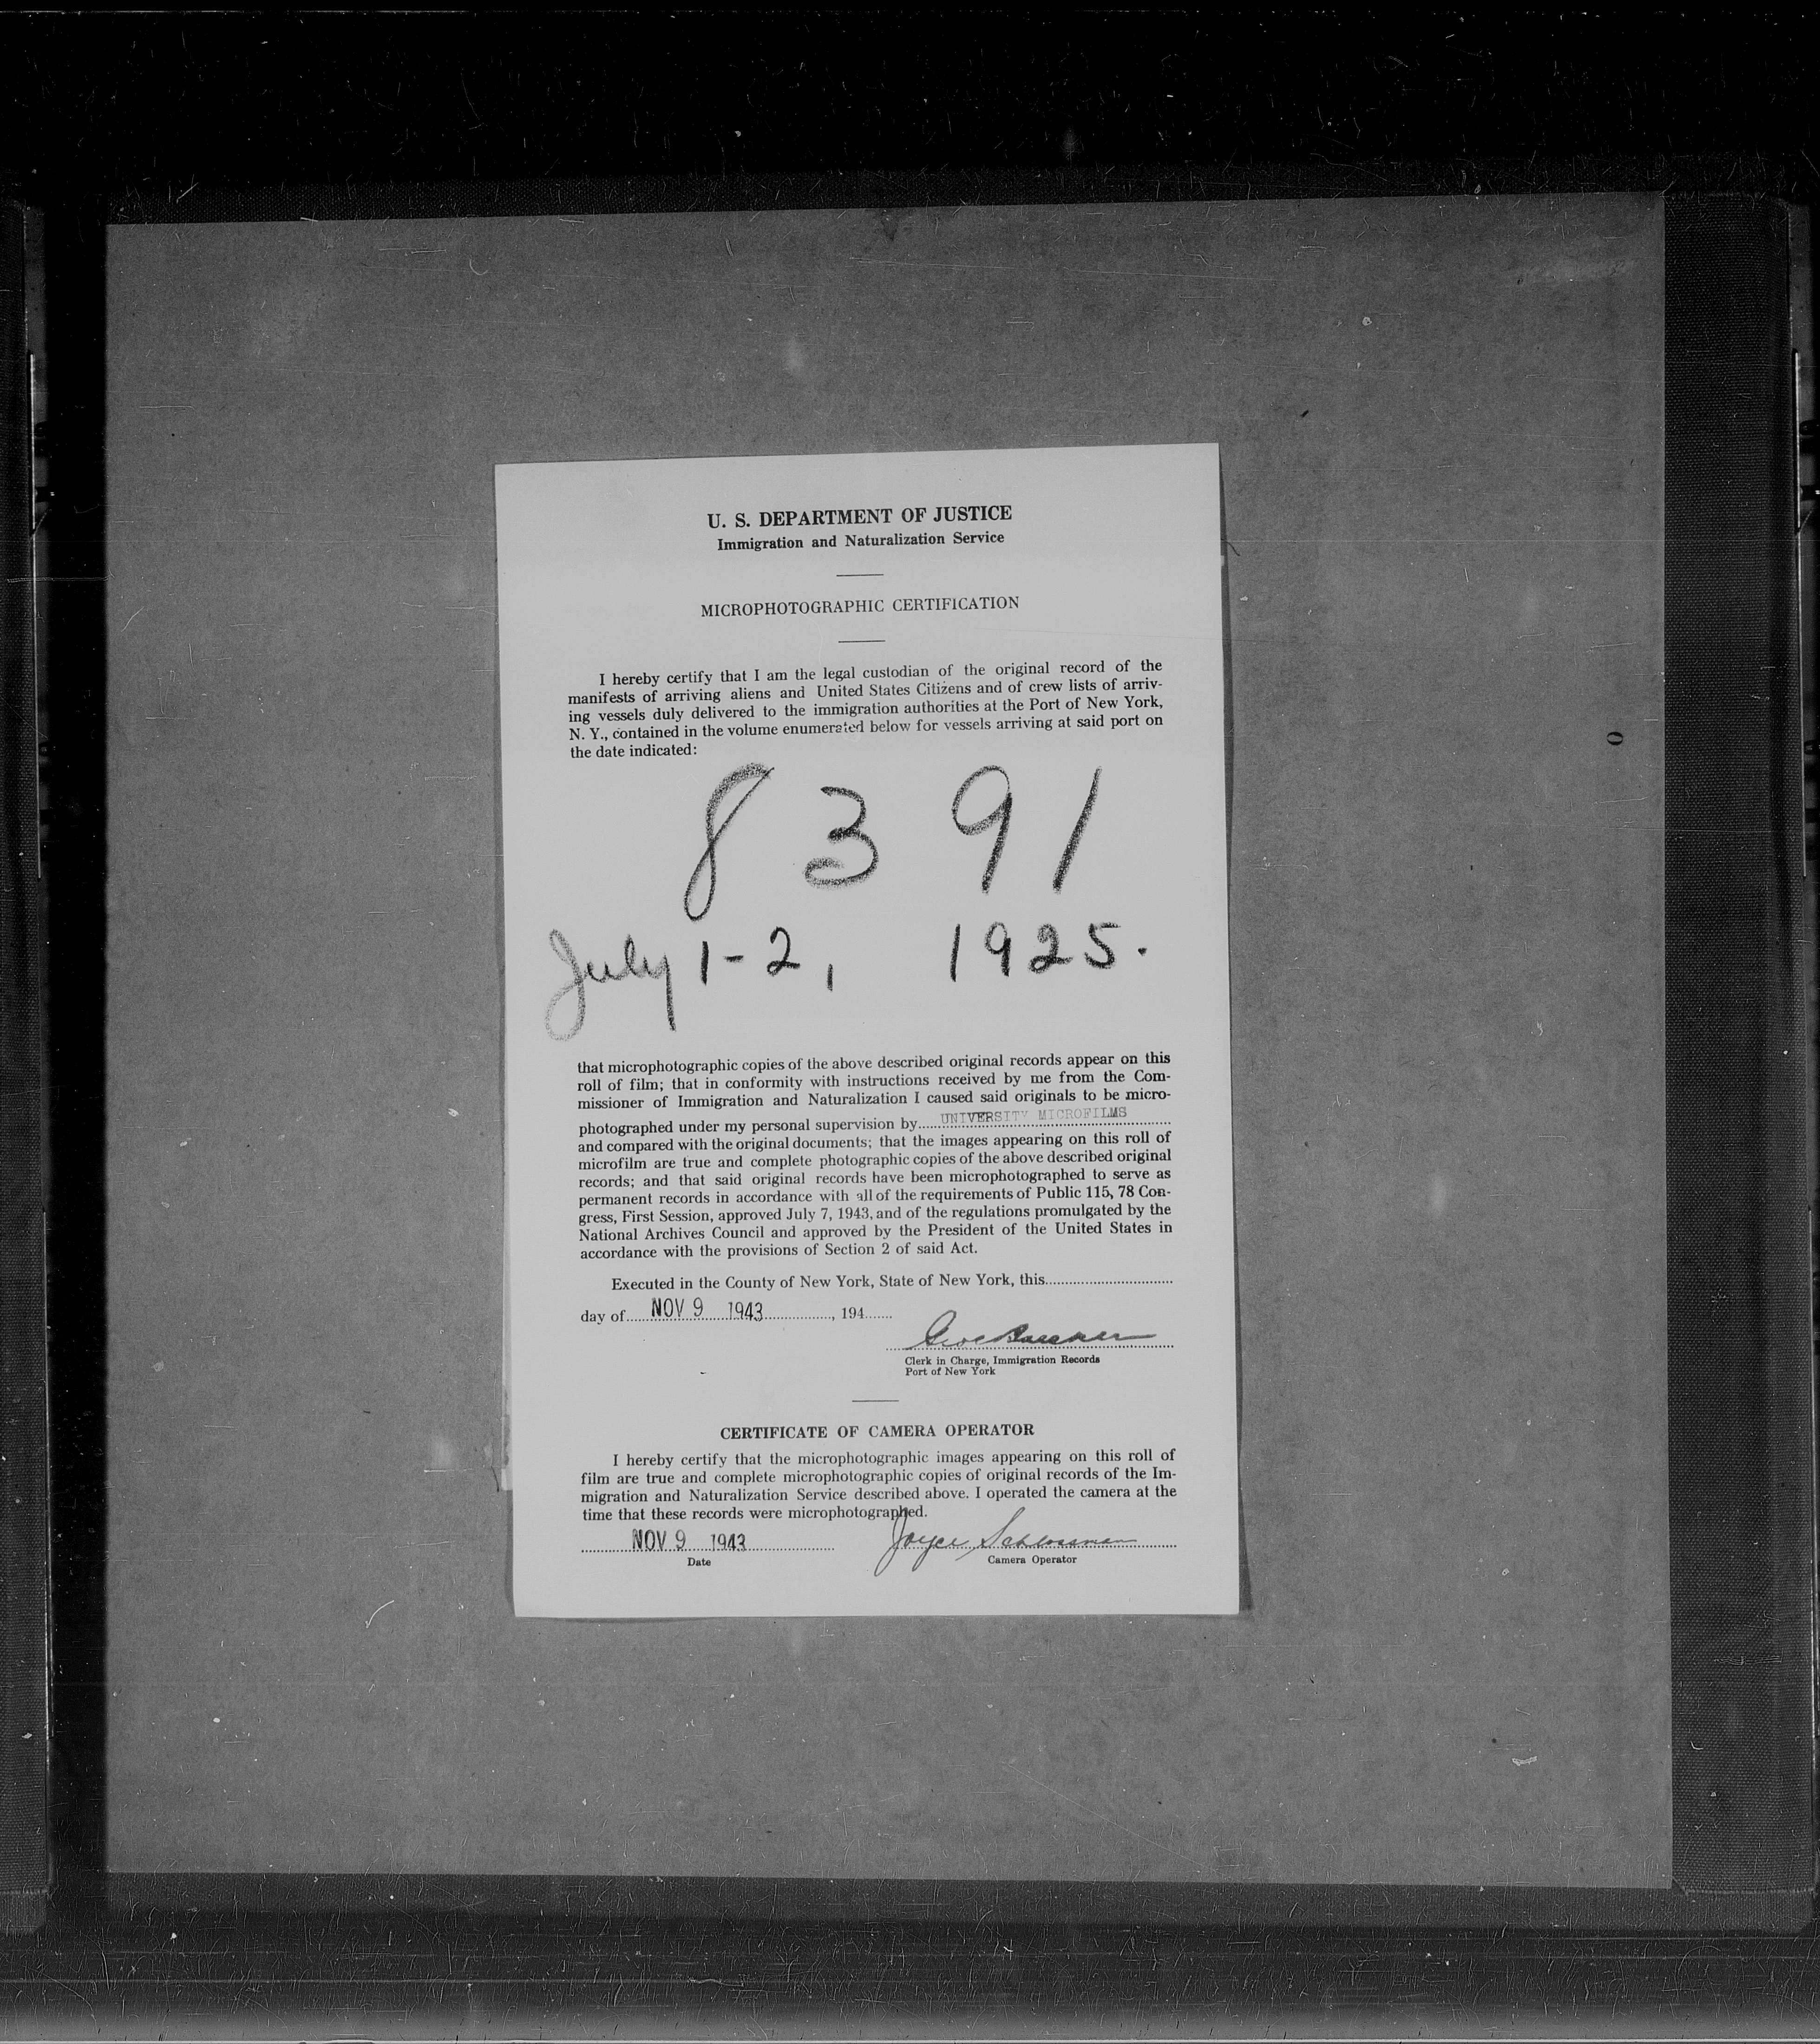 U. S. DEPARTMENT OF JUSTICE
Immigration and Naturalization Service
MICROPHOTOGRAPHIC CERTIFICATION
I hereby certify that I am the legal custodian of the original record of the
manifests of arriving aliens and United States Citizens and of crew lists of arriv-
ing vessels duly delivered to the immigration authorities at the Port of New York,
N. Y., contained in the volume enumerated below for vessels arriving at said port on
the date indicated:
8391
July 1-2, 1925.
that microphotographic copies of the above described original records appear on this
roll of film; that in conformity with instructions received by me from the Com-
missioner of Immigration and Naturalization I caused said originals to be micro-
photographed under my personal supervision by UNIVERSITY MICROFILMS
and compared with the original documents; that the images appearing on this roll of
microfilm are true and complete photographic copies of the above described original
records; and that said original records have been microphotographed to serve as
permanent records in accordance with all of the requirements of Public 115, 78 Con-
gress, First Session, approved July 7, 1943, and of the regulations promulgated by the
National Archives Council and approved by the President of the United States in
accordance with the provisions of Section 2 of said Act.
Executed in the County of New York, State of New York, this
day of NOV 9 1943, 194
Clerk in Charge, Immigration Records
Port of New York
CERTIFICATE OF CAMERA OPERATOR
I hereby certify that the microphotographic images appearing on this roll of
film are true and complete microphotographic copies of original records of the Im-
migration and Naturalization Service described above. I operated the camera at the
time that these records were microphotographed.
NOV 9 1943 Joyce Schlossman
Date Camera Operator
0